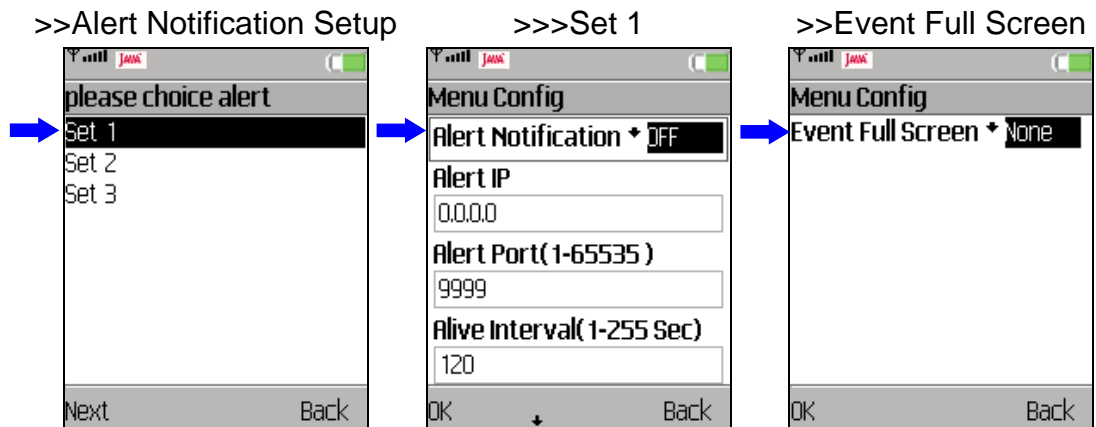 >>Alert Notification Setup
JAVA
please choice alert
Set 1
Set 2
Set 3
Next Back
>>>Set 1
JAVA
Menu Config
Alert Notification OFF
Alert IP
0.0.0.0
Alert Port(1-65535 )
9999
Alive Interval(1-255 Sec)
120
OK Back
>>Event Full Screen
JAVA
Menu Config
Event Full Screen None
OK Back